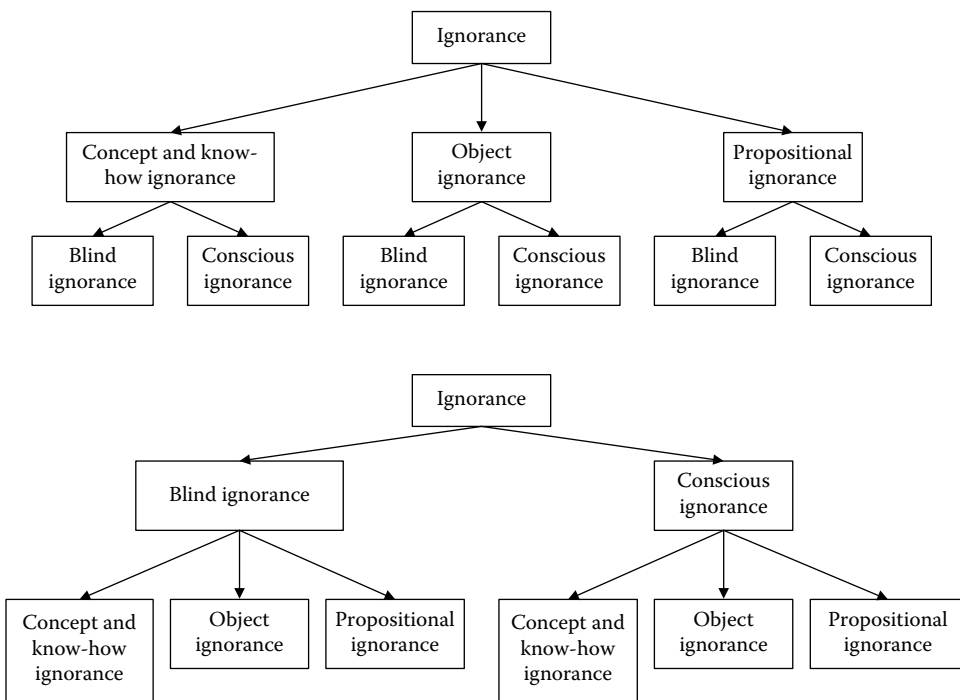 Ignorance
Concept and know-
how ignorance
Object
ignorance
Propositional
ignorance
Blind
ignorance
Conscious
ignorance
Blind
ignorance
Conscious
ignorance
Blind
ignorance
Conscious
ignorance
Ignorance
Blind ignorance
Conscious
ignorance
Concept and
know-how
ignorance
Object
ignorance
Propositional
ignorance
Concept and
know-how
ignorance
Object
ignorance
Propositional
ignorance